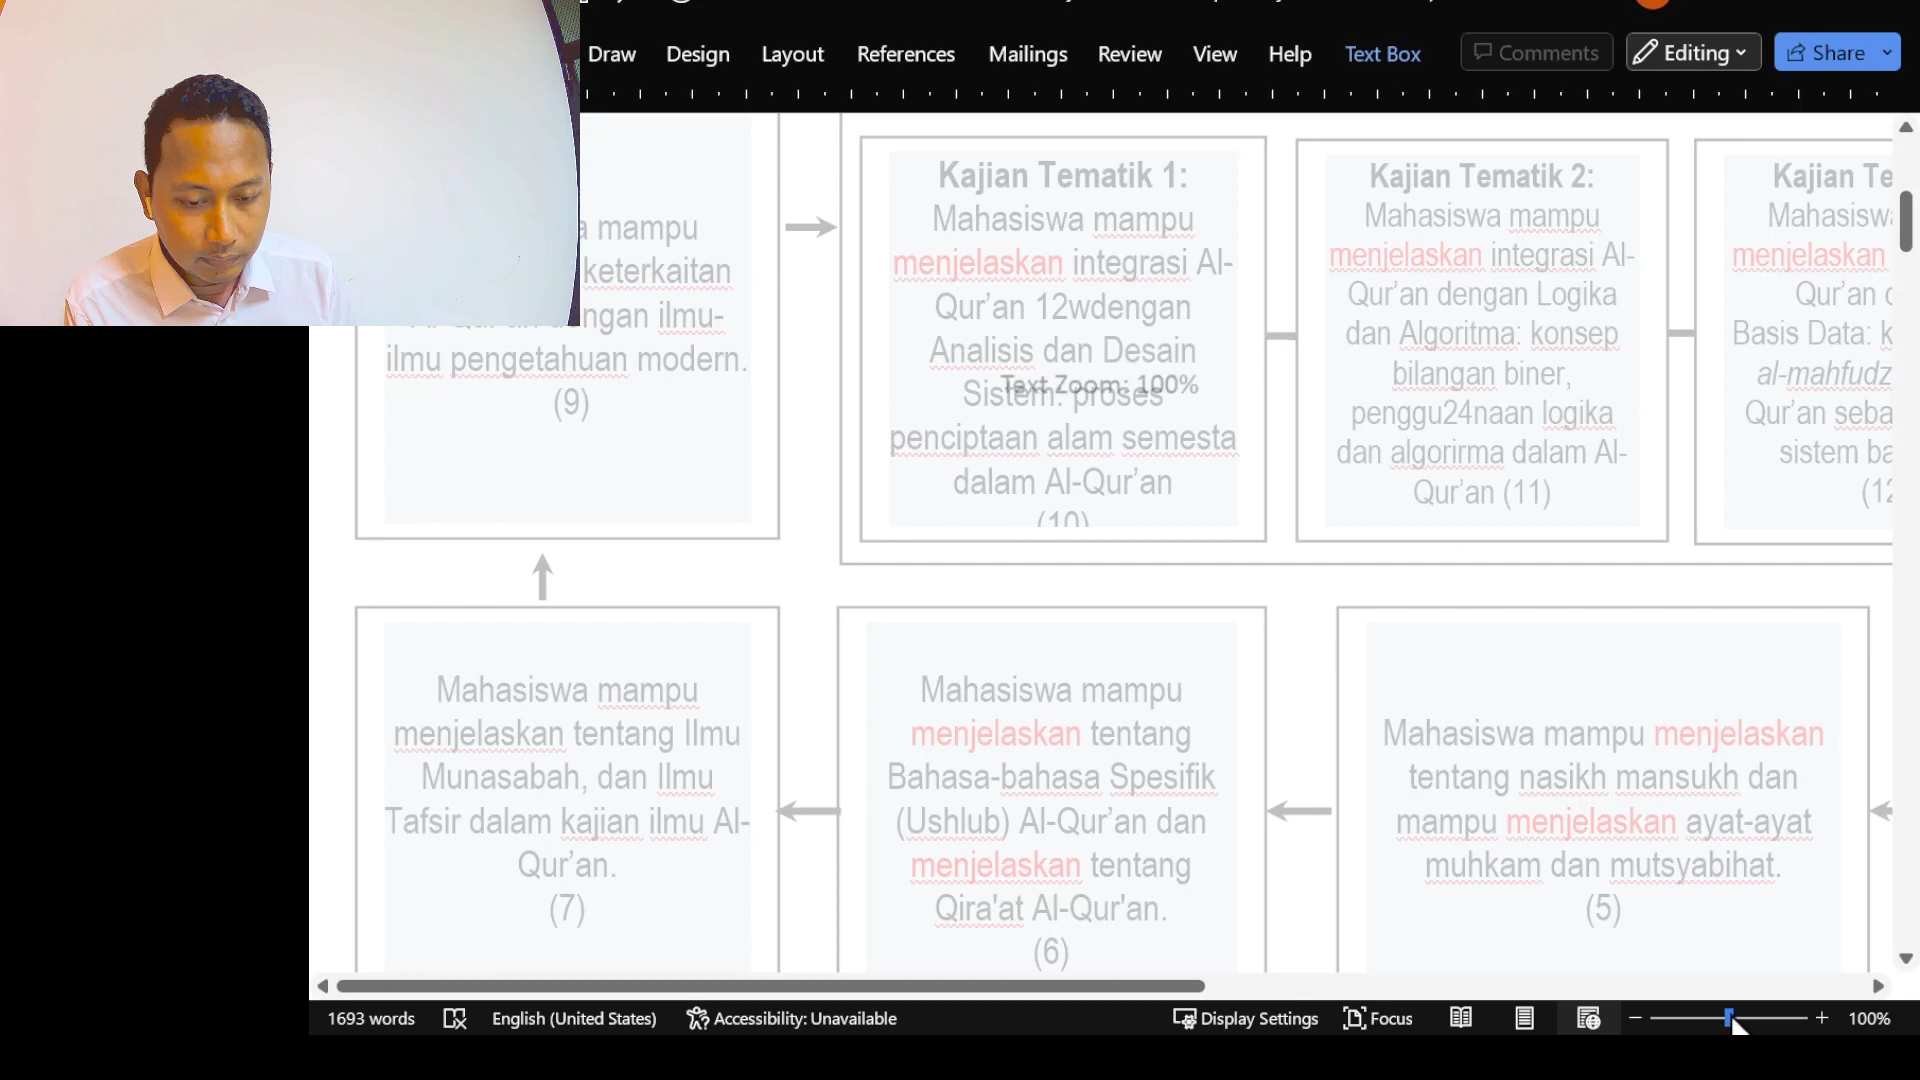 Draw Design Layout References Mailings Review View Help Text Box Comments Editing Share
mampu
keterkaitan
ilmu-
ilmu pengetahuan modern.
(9)
Kajian Tematik 1:
Mahasiswa mampu
menjelaskan integrasi Al-
Qur’an 12wdengan
Analisis dan Desain
Sistem: proses
penciptaan alam semesta
dalam Al-Qur’an
(10)
Text Zoom: 100%
Kajian Tematik 2:
Mahasiswa mampu
menjelaskan integrasi Al-
Qur’an dengan Logika
dan Algoritma: konsep
bilangan biner,
penggu24naan logika
dan algorirma dalam Al-
Qur’an (11)
Kajian Te
Mahasiswa
menjelaskan
Qur’an
Basis Data:
al-mahfudz
Qur’an seba
sistem ba
(12
Mahasiswa mampu
menjelaskan tentang Ilmu
Munasabah, dan Ilmu
Tafsir dalam kajian ilmu Al-
Qur’an.
(7)
Mahasiswa mampu
menjelaskan tentang
Bahasa-bahasa Spesifik
(Ushlub) Al-Qur’an dan
menjelaskan tentang
Qira'at Al-Qur'an.
(6)
Mahasiswa mampu menjelaskan
tentang nasikh mansukh dan
mampu menjelaskan ayat-ayat
muhkam dan mutsyabihat.
(5)
1693 words English (United States) Accessibility: Unavailable Display Settings Focus 100%